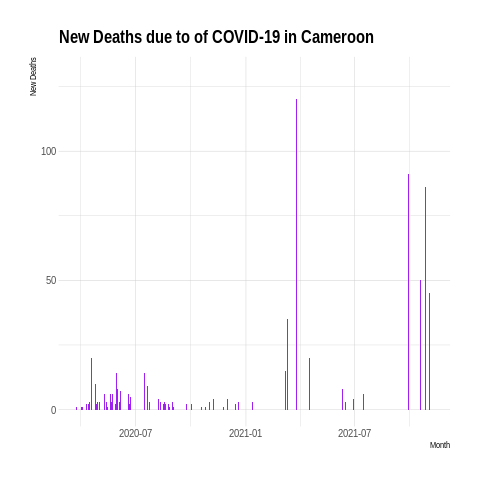 New Deaths due to of COVID-19 in Cameroon
New Deaths
100
50
0
2020-07
2021-01
2021-07
Month